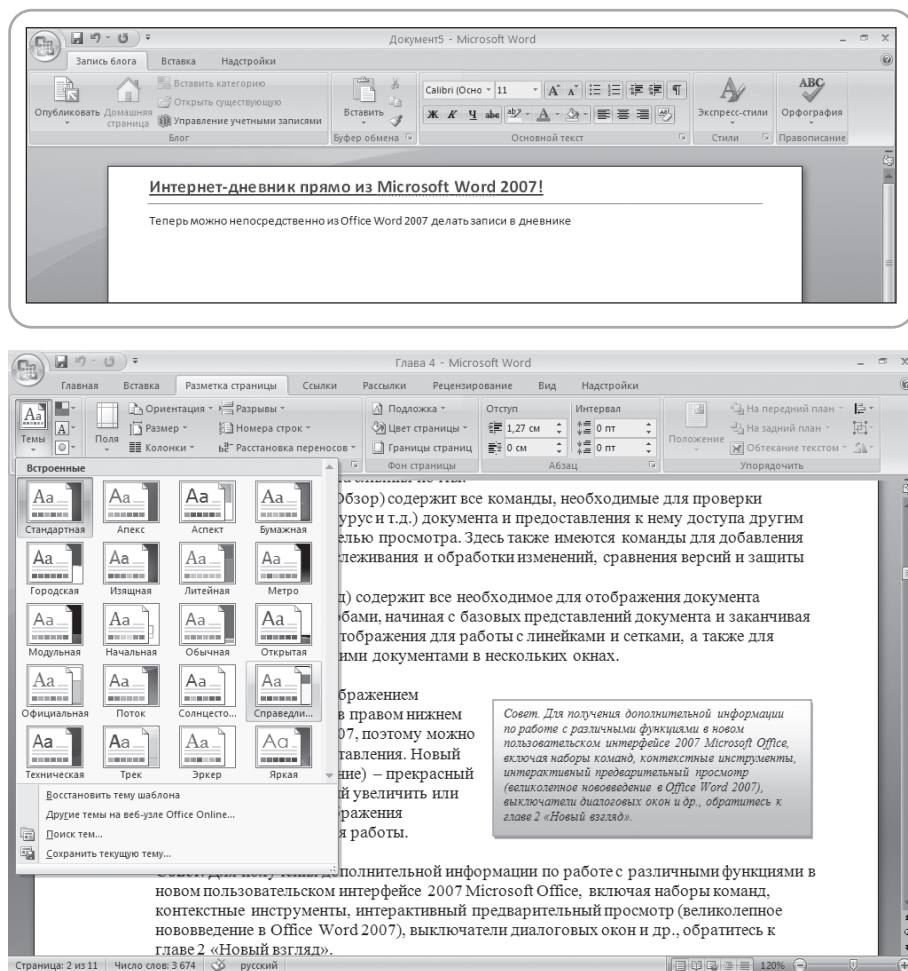 Документ5 - Microsoft Word
Запись блога Вставка Надстройки
Опубликовать Домашняя страница Вставить категорию
Открыть существующую
Управление учетными записями
Вставить Calibri (Осно 11
Ж К Ч abe ab A
Экспресс-стили ABC Орфография
Блог Буфер обмена Основной текст Стили Правописание
Интернет-дневник прямо из Microsoft Word 2007!
Теперь можно непосредственно из Office Word 2007 делать записи в дневнике
Глава 4 - Microsoft Word
Главная Вставка Разметка страницы Ссылки Рассылки Рецензирование Вид Надстройки
Темы Поля Ориентация Разрывы Подложка Отступ Интервал Положение На передний план
Размер Номера строк Цвет страницы 1,27 см 0 пт На задний план
Колонки Расстановка переносов Границы страниц 0 см 0 пт Обтекание текстом
Фон страницы Абзац Упорядочить
Встроенные
Стандартная Апекс Аспект Бумажная
Городская Изящная Литейная Метро
Модульная Начальная Обычная Открытая
Официальная Поток Солнцесто... Справедли...
Техническая Трек Эркер Яркая
Восстановить тему шаблона
Другие темы на веб-узле Office Online...
Поиск тем...
Сохранить текущую тему...
Обзор) содержит все команды, необходимые для проверки
урус и т.д.) документа и предоставления к нему доступа другим
елью просмотра. Здесь также имеются команды для добавления
слеживания и обработки изменений, сравнения версий и защиты
д) содержит все необходимое для отображения документа
обами, начиная с базовых представлений документа и заканчивая
тображения для работы с линейками и сетками, а также для
ими документами в нескольких окнах.
бражением
в правом нижнем
07, поэтому можно
тавления. Новый
ние) – прекрасный
й увеличить или
бражения
я работы.
Совет. Для получения дополнительной информации
по работе с различными функциями в новом
пользовательском интерфейсе 2007 Microsoft Office,
включая наборы команд, контекстные инструменты,
интерактивный предварительный просмотр
(великолепное нововведение в Office Word 2007),
выключатели диалоговых окон и др., обратитесь к
главе 2 «Новый взгляд».
Совет. Для получения дополнительной информации по работе с различными функциями в
новом пользовательском интерфейсе 2007 Microsoft Office, включая наборы команд,
контекстные инструменты, интерактивный предварительный просмотр (великолепное
нововведение в Office Word 2007), выключатели диалоговых окон и др., обратитесь к
главе 2 «Новый взгляд».
Страница: 2 из 11 Число слов: 3 674 русский 120%